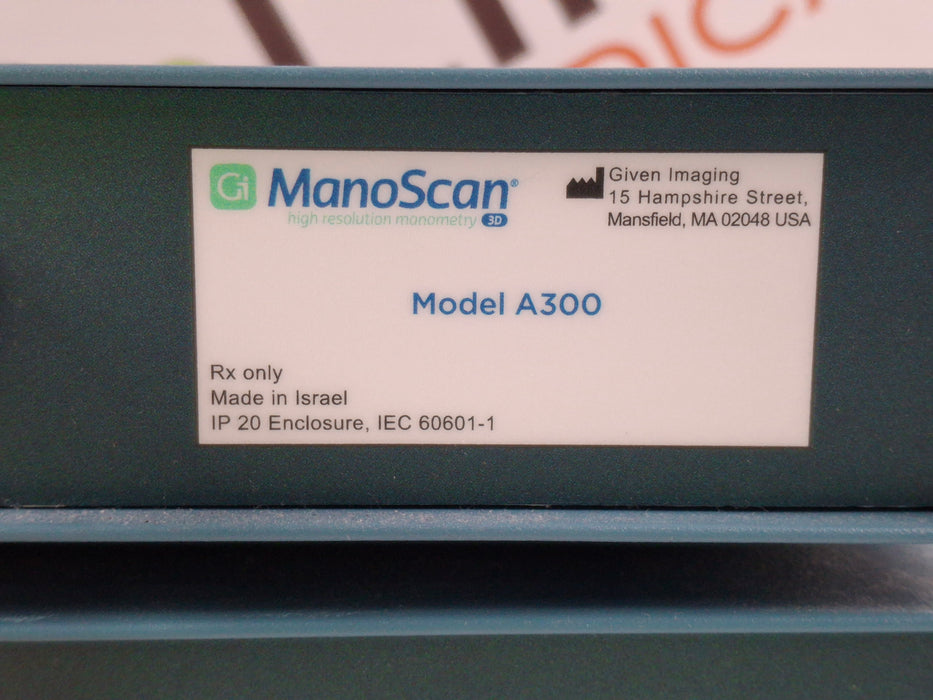 Gi ManoScan®
high resolution manometry 3D
Given Imaging
15 Hampshire Street,
Mansfield, MA 02048 USA
Model A300
Rx only
Made in Israel
IP 20 Enclosure, IEC 60601-1